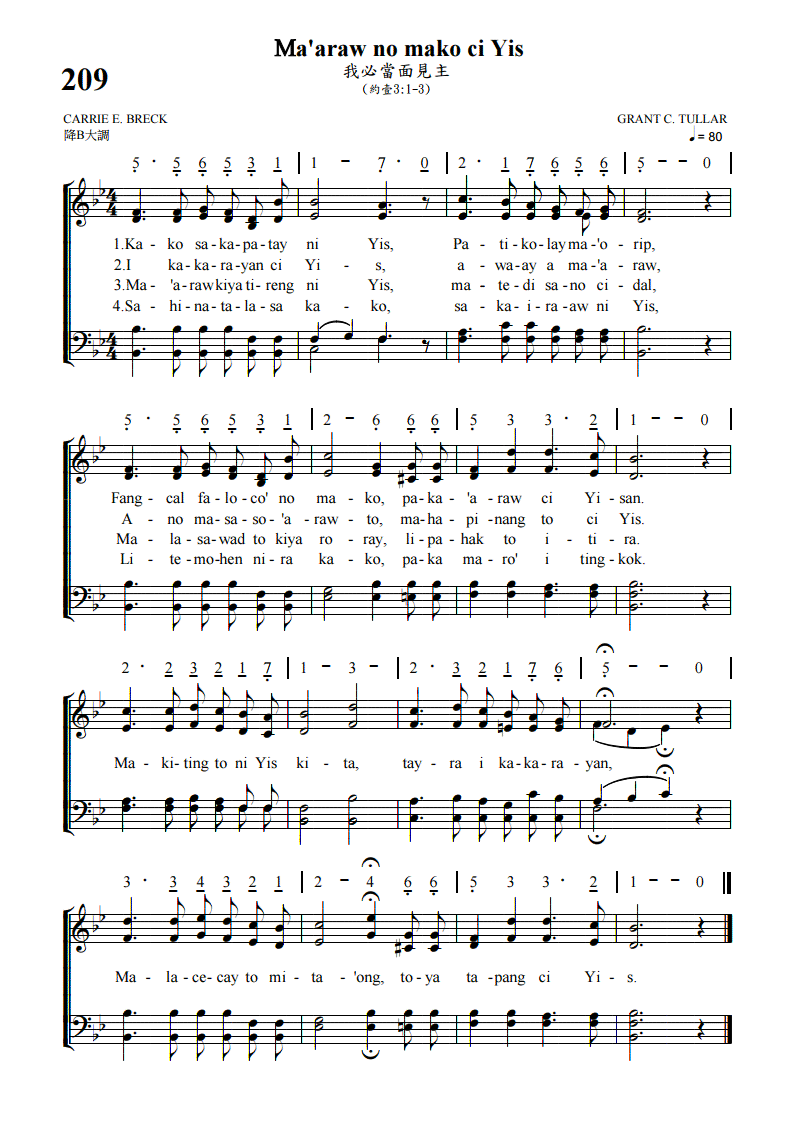 Ma'araw no mako ci Yis
209
我必當面見主
(約壹3:1-3)
CARRIE E. BRECK
GRANT C. TULLAR
降B大調
♩= 80
5 · 5 6 5 3 1 | 1 – 7 · 0 | 2 · 1 7 6 5 6 | 5 – – 0 |
1.Ka - ko sa-ka-pa-tay ni Yis, Pa - ti - ko-lay ma-'o - rip,
2.I ka - ka - ra-yan ci Yi - s, a - wa-ay a ma-'a - raw,
3.Ma - 'a-raw kiya ti-reng ni Yis, ma - te-di sa-no ci-dal,
4.Sa - hi-na-ta-la-sa ka - ko, sa - ka-i-ra-aw ni Yis,
5 · 5 6 5 3 1 | 2 – 6 6 6 | 5 3 3 · 2 | 1 – – 0 |
Fang - cal fa-lo-co' no ma - ko, pa-ka-'a-raw ci Yi-san.
A - no ma-sa-so-'a-raw-to, ma-ha-pi-nang to ci Yis.
Ma - la-sa-wad to kiya ro-ray, li-pa-hak to i-ti-ra.
Li - te-mo-hen ni-ra ka-ko, pa-ka ma-ro' i ting-kok.
2 · 2 3 2 1 7 | 1 – 3 – | 2 · 3 2 1 7 6 | 5 – – 0 |
Ma - ki-ting to ni Yis ki-ta, tay-ra i ka-ka-ra-yan,
3 · 3 4 3 2 1 | 2 – 4 6 6 | 5 3 3 · 2 | 1 – – 0 ‖
Ma - la-ce-cay to mi-ta-'ong, to-ya ta-pang ci Yi-s.